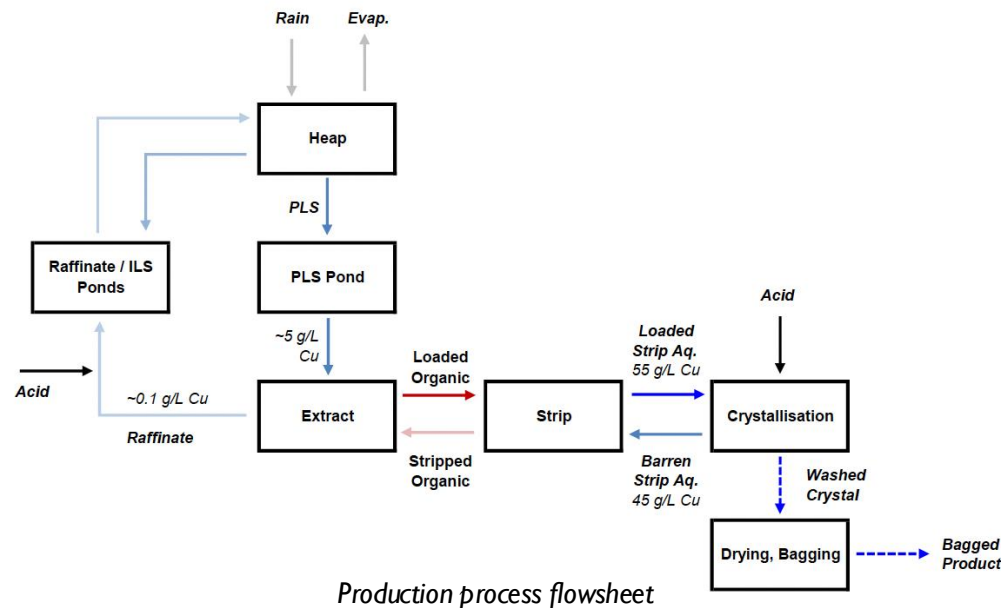 Rain
Evap.
Heap
PLS
Raffinate / ILS
Ponds
PLS Pond
Acid
~5 g/L
Cu
Loaded
Organic
Loaded
Strip Aq.
55 g/L Cu
Acid
~0.1 g/L Cu
Raffinate
Extract
Strip
Crystallisation
Stripped
Organic
Barren
Strip Aq.
45 g/L Cu
Washed
Crystal
Drying, Bagging
Bagged
Product
Production process flowsheet